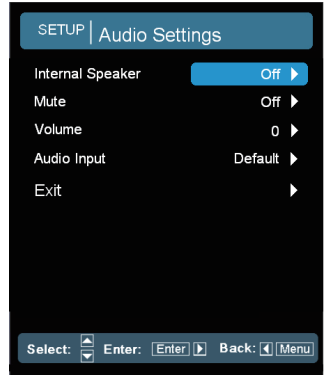 SETUP | Audio Settings
Internal Speaker Off
Mute Off
Volume 0
Audio Input Default
Exit
Select: Enter: Enter Back: Menu